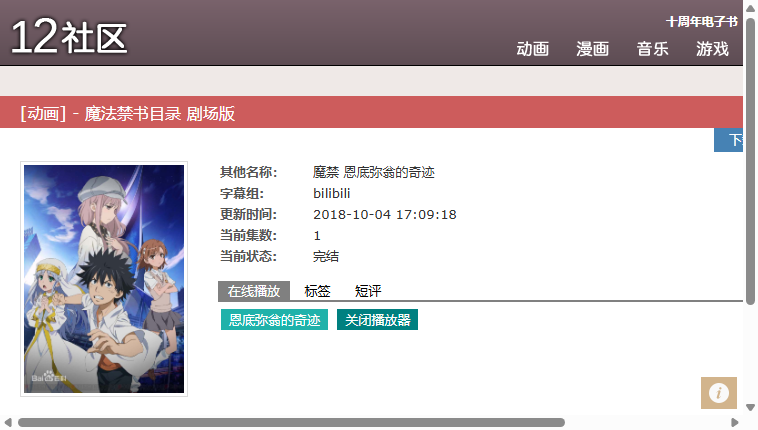 12社区
十周年电子书
动画 漫画 音乐 游戏
[动画] - 魔法禁书目录 剧场版
其他名称： 魔禁 恩底弥翁的奇迹
字幕组： bilibili
更新时间： 2018-10-04 17:09:18
当前集数： 1
当前状态： 完结
在线播放 标签 短评
恩底弥翁的奇迹 关闭播放器
Bai 百科